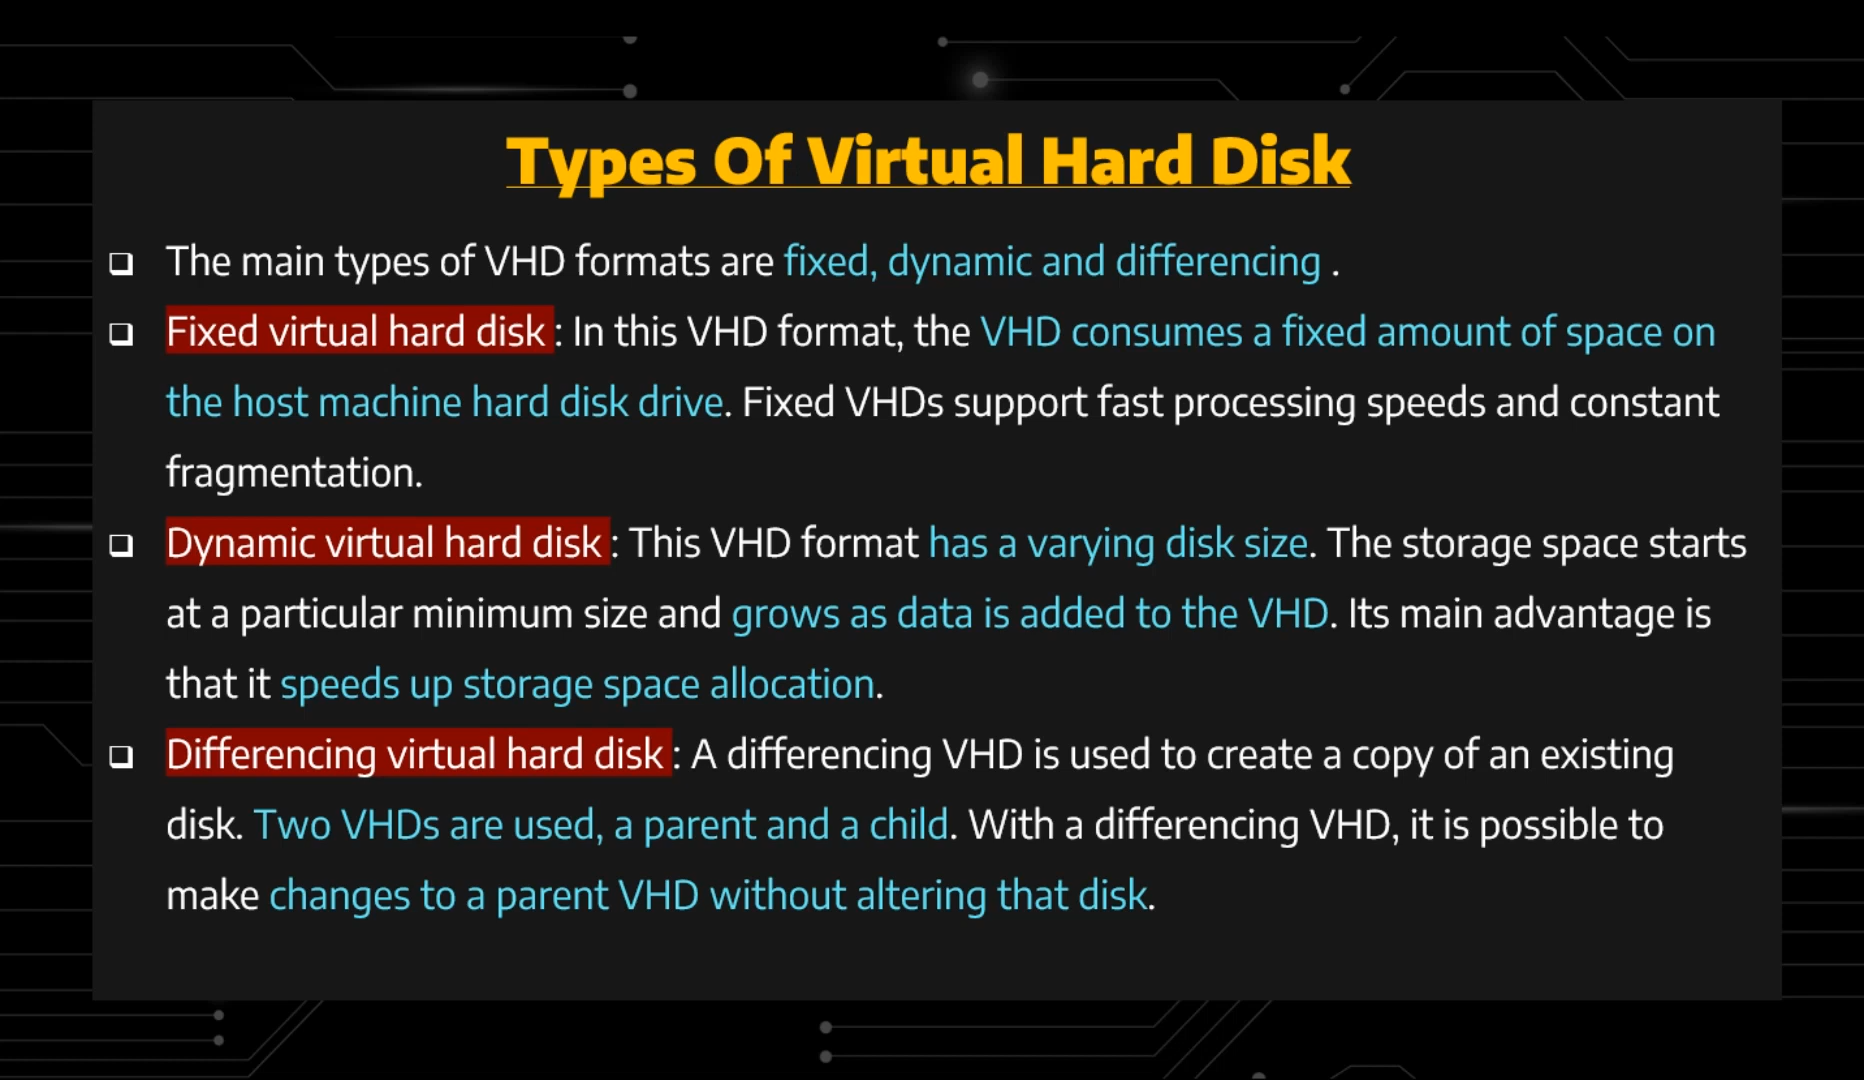 Types Of Virtual Hard Disk
❑ The main types of VHD formats are fixed, dynamic and differencing .
❑ Fixed virtual hard disk : In this VHD format, the VHD consumes a fixed amount of space on
the host machine hard disk drive. Fixed VHDs support fast processing speeds and constant
fragmentation.
❑ Dynamic virtual hard disk : This VHD format has a varying disk size. The storage space starts
at a particular minimum size and grows as data is added to the VHD. Its main advantage is
that it speeds up storage space allocation.
❑ Differencing virtual hard disk : A differencing VHD is used to create a copy of an existing
disk. Two VHDs are used, a parent and a child. With a differencing VHD, it is possible to
make changes to a parent VHD without altering that disk.